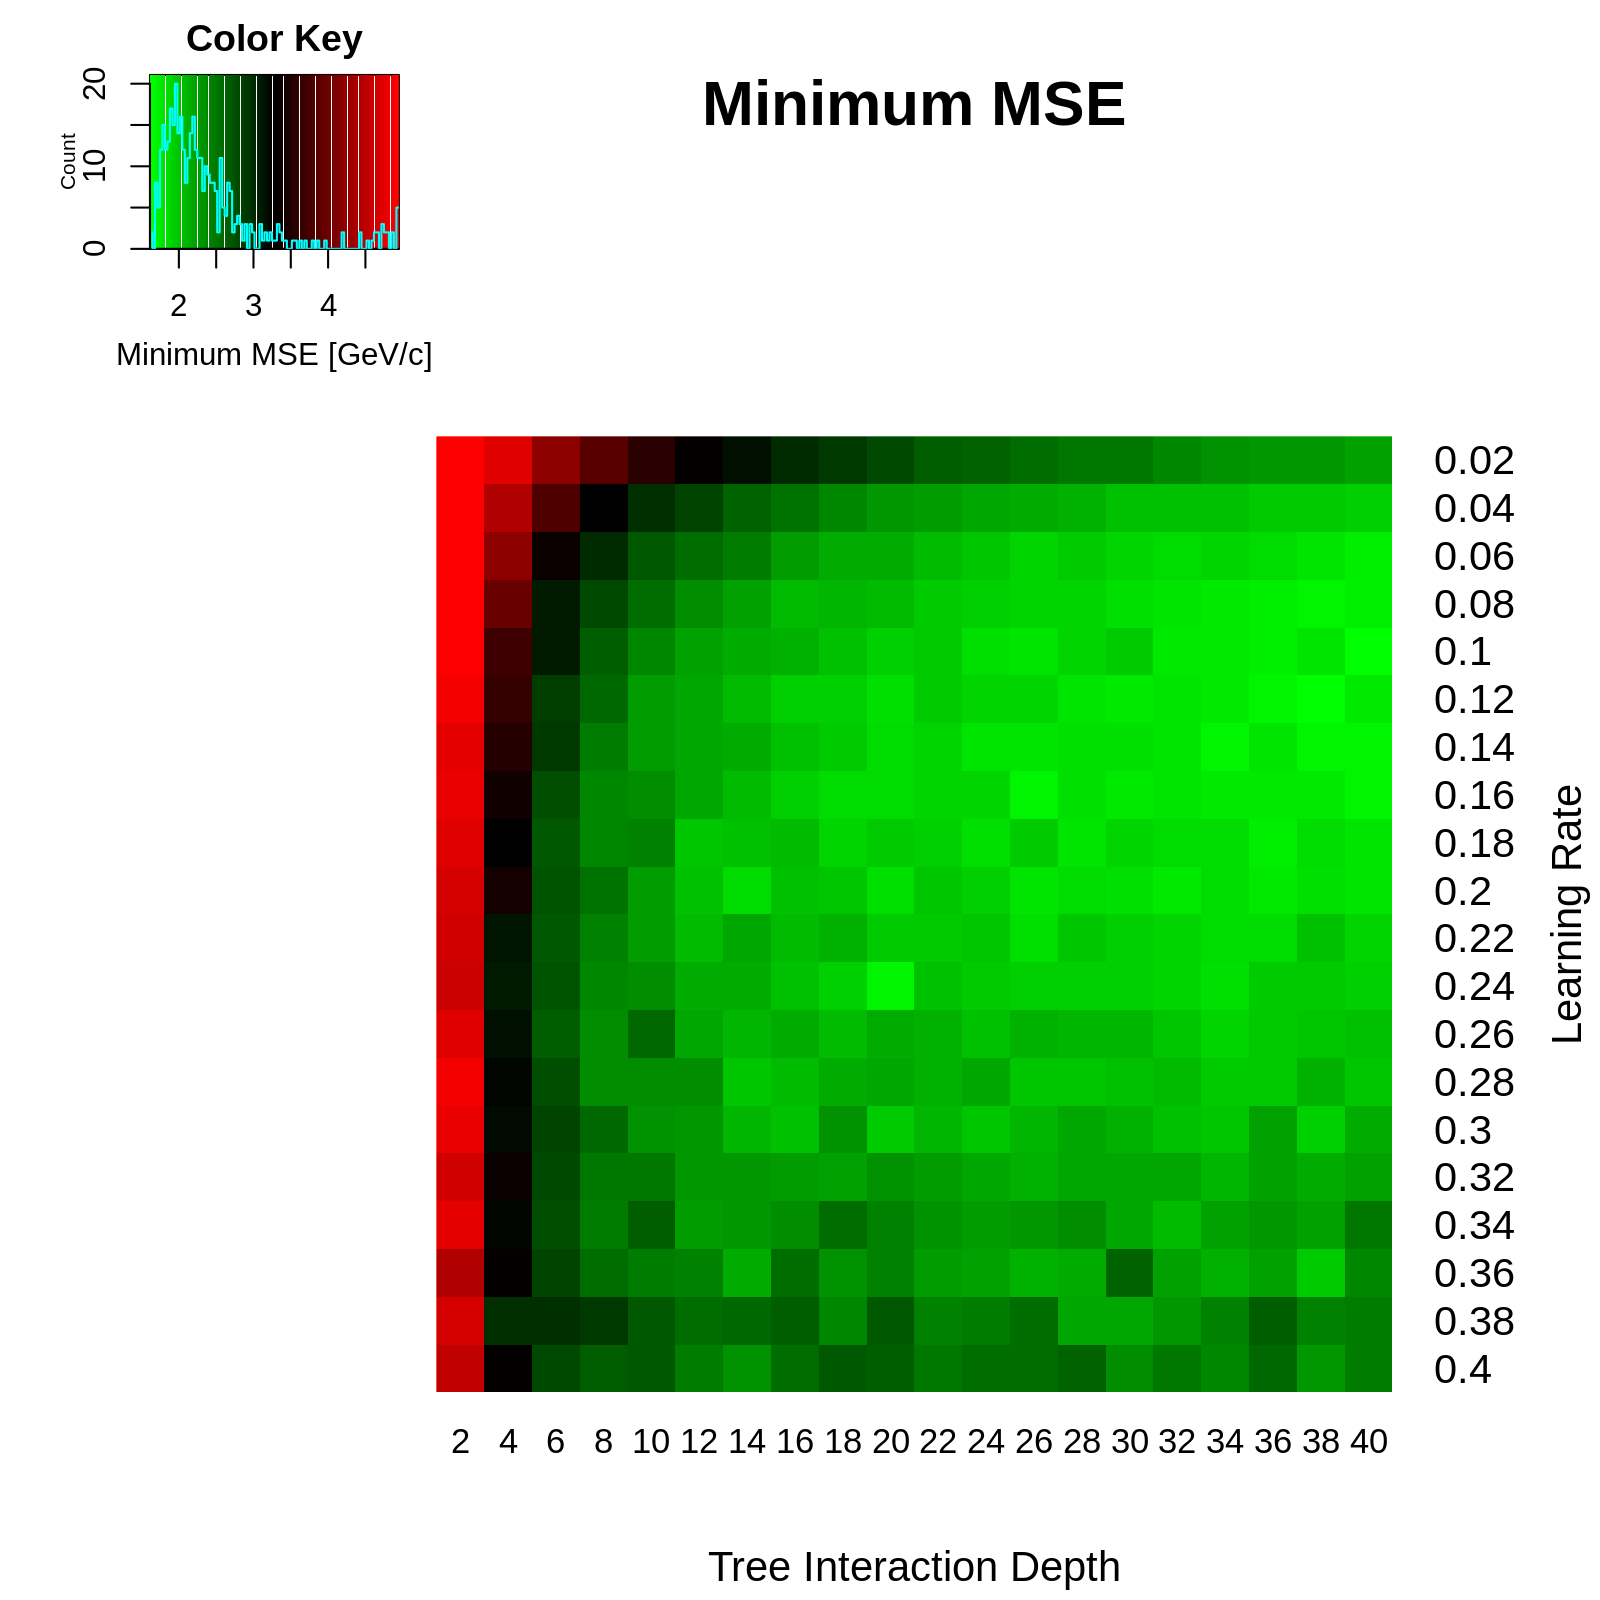 Color Key
Minimum MSE
20
10
0
Count
2 3 4
Minimum MSE [GeV/c]
0.02
0.04
0.06
0.08
0.1
0.12
0.14
0.16
0.18
0.2
0.22
0.24
0.26
0.28
0.3
0.32
0.34
0.36
0.38
0.4
Learning Rate
2 4 6 8 10 12 14 16 18 20 22 24 26 28 30 32 34 36 38 40
Tree Interaction Depth